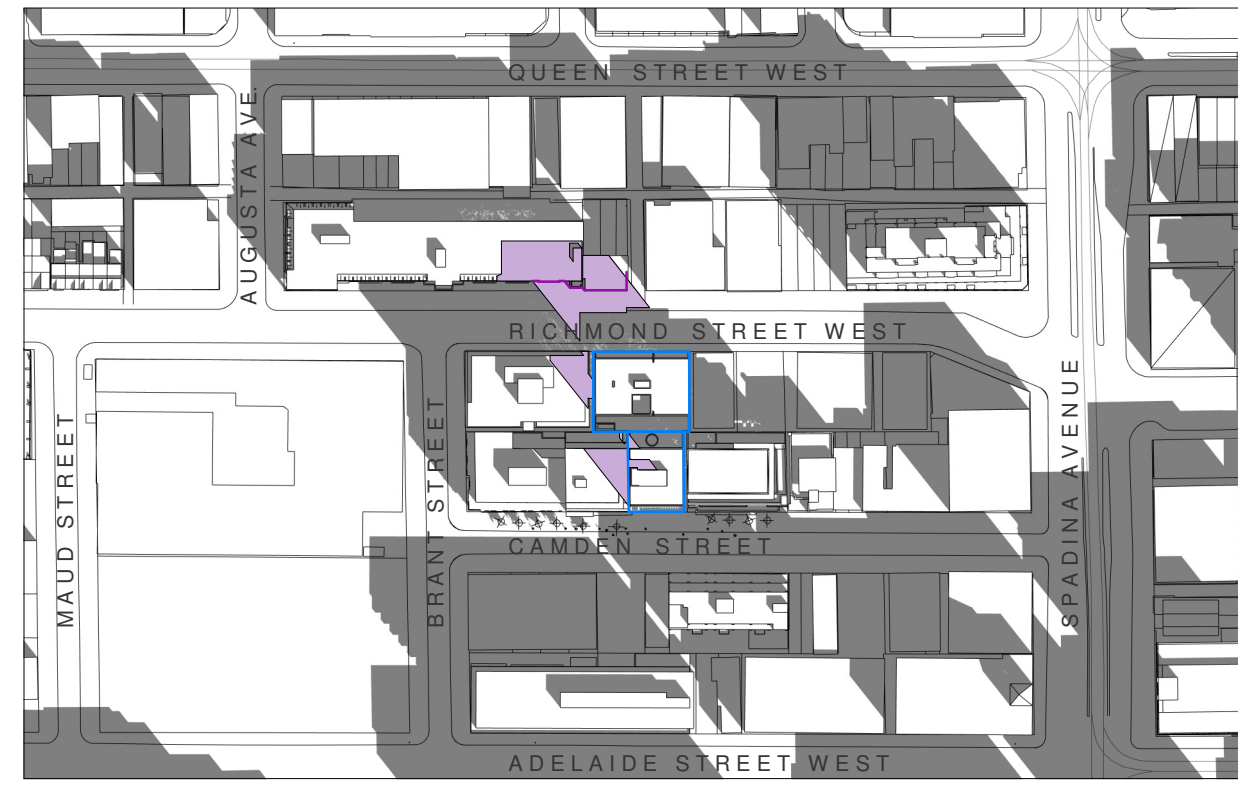 QUEEN STREET WEST
AUGUSTA AVE.
RICHMOND STREET WEST
MAUD STREET
BRANT STREET
SPADINA AVENUE
CAMDEN STREET
ADELAIDE STREET WEST